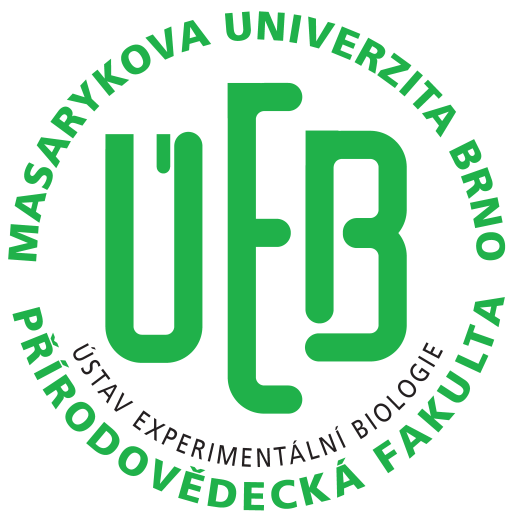 MASARYKOVA UNIVERZITA BRNO
ÚEB
ÚSTAV EXPERIMENTÁLNÍ BIOLOGIE
PŘÍRODOVĚDECKÁ FAKULTA